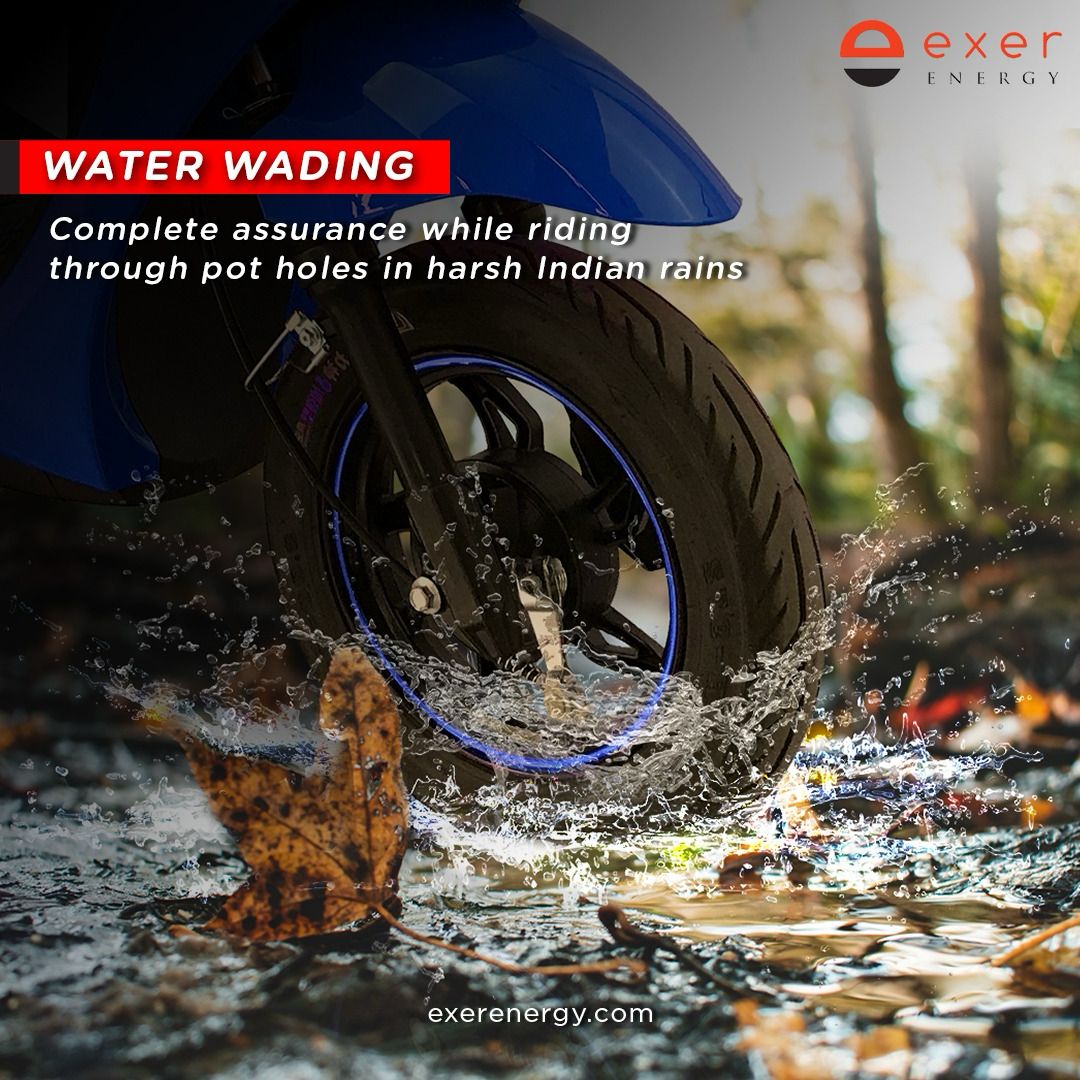 exer
ENERGY
WATER WADING
Complete assurance while riding
through pot holes in harsh Indian rains
exerenergy.com